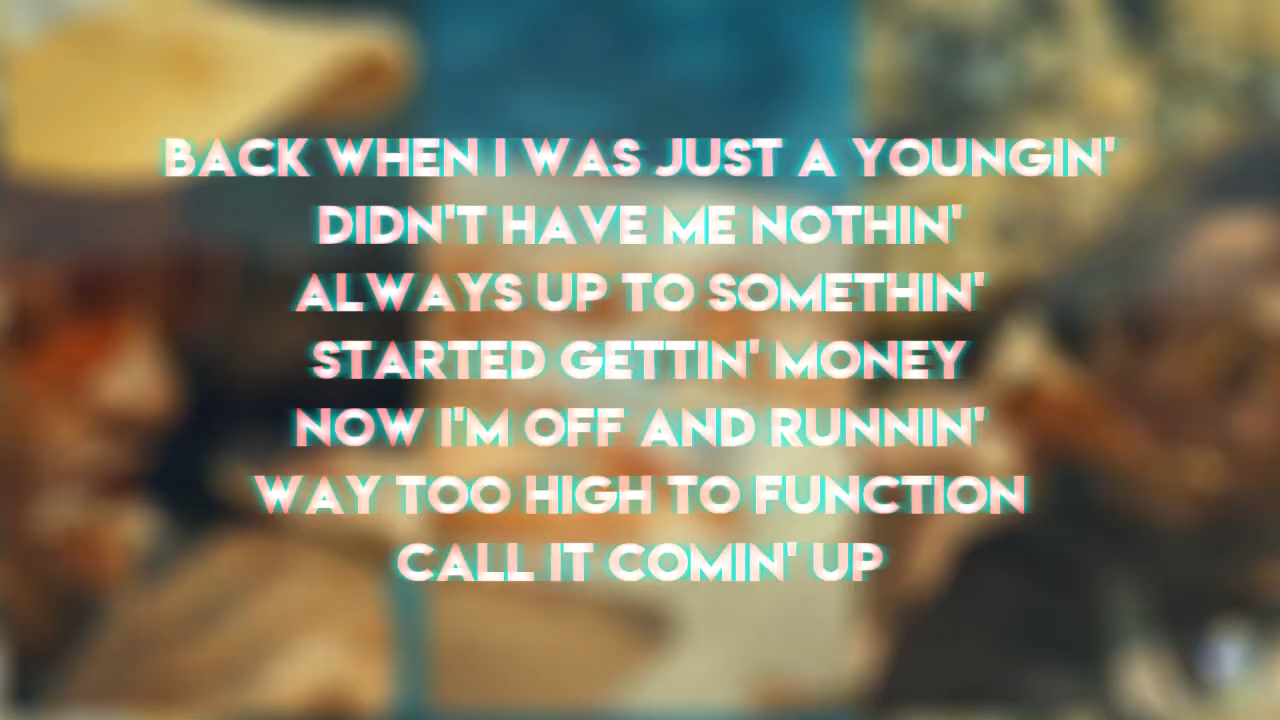 BACK WHEN I WAS JUST A YOUNGIN'
DIDN'T HAVE ME NOTHIN'
ALWAYS UP TO SOMETHIN'
STARTED GETTIN' MONEY
NOW I'M OFF AND RUNNIN'
WAY TOO HIGH TO FUNCTION
CALL IT COMIN' UP